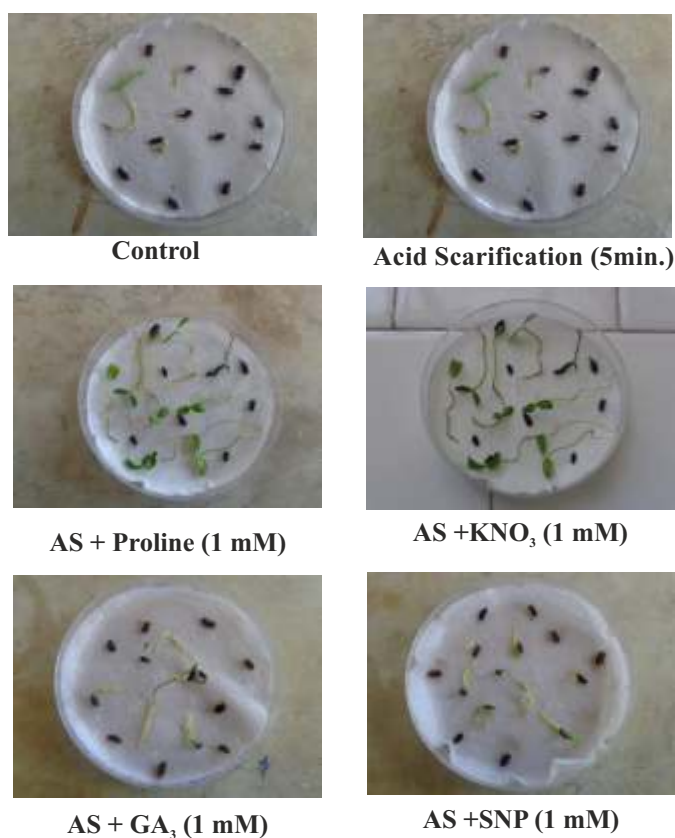 Control
Acid Scarification (5min.)
AS + Proline (1 mM)
AS +KNO₃ (1 mM)
AS + GA₃ (1 mM)
AS +SNP (1 mM)